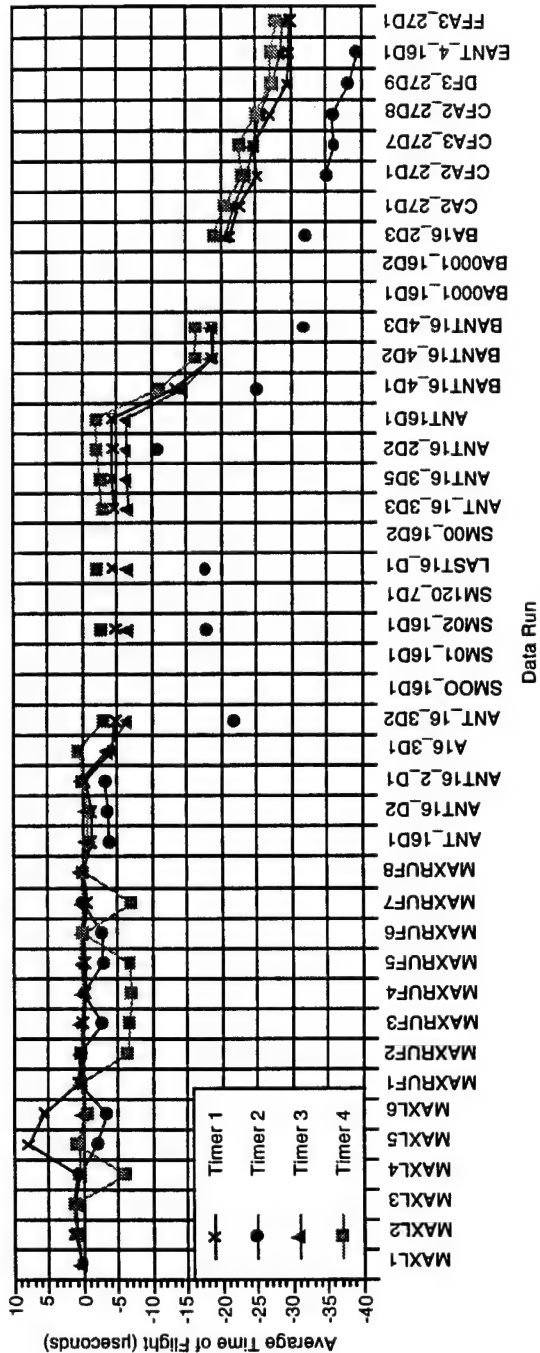 Average Time of Flight (µseconds)
10
5
0
-5
-10
-15
-20
-25
-30
-35
-40
Timer 1
Timer 2
Timer 3
Timer 4
MAXL1
MAXL2
MAXL3
MAXL4
MAXL5
MAXL6
MAXRUF1
MAXRUF2
MAXRUF3
MAXRUF4
MAXRUF5
MAXRUF6
MAXRUF7
MAXRUF8
ANT_16D1
ANT16_D2
ANT16_2_D1
A16_3D1
ANT_16_3D2
SMOO_16D1
SM01_16D1
SM02_16D1
SM120_7D1
LAST16_D1
SM00_16D2
ANT_16_3D3
ANT16_3D5
ANT16_2D2
ANT16D1
BANT16_4D1
BANT16_4D2
BANT16_4D3
BA0001_16D1
BA0001_16D2
BA16_2D3
CA2_27D1
CFA2_27D1
CFA3_27D7
CFA2_27D8
DF3_27D9
EANT_4_16D1
FFA3_27D1
Data Run